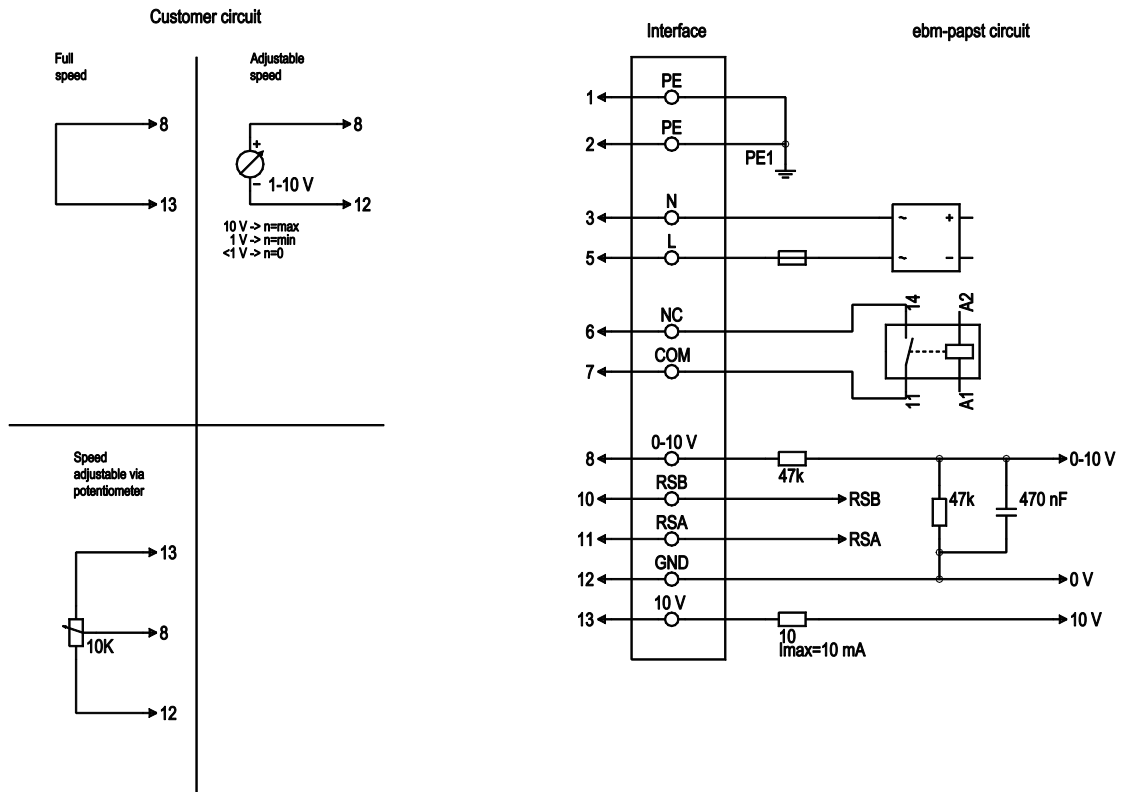 Customer circuit
Full
speed
8
13
Adjustable
speed
8
+
−
1-10 V
12
10 V -> n=max
1 V -> n=min
<1 V -> n=0
Speed
adjustable via
potentiometer
13
8
10K
12
Interface
ebm-papst circuit
1
PE
2
PE
PE1
3
N
~
+
5
L
~
−
6
NC
14
A2
7
COM
11
A1
8
0-10 V
47k
0-10 V
10
RSB
RSB
47k
470 nF
11
RSA
RSA
12
GND
0 V
13
10 V
10
Imax=10 mA
10 V